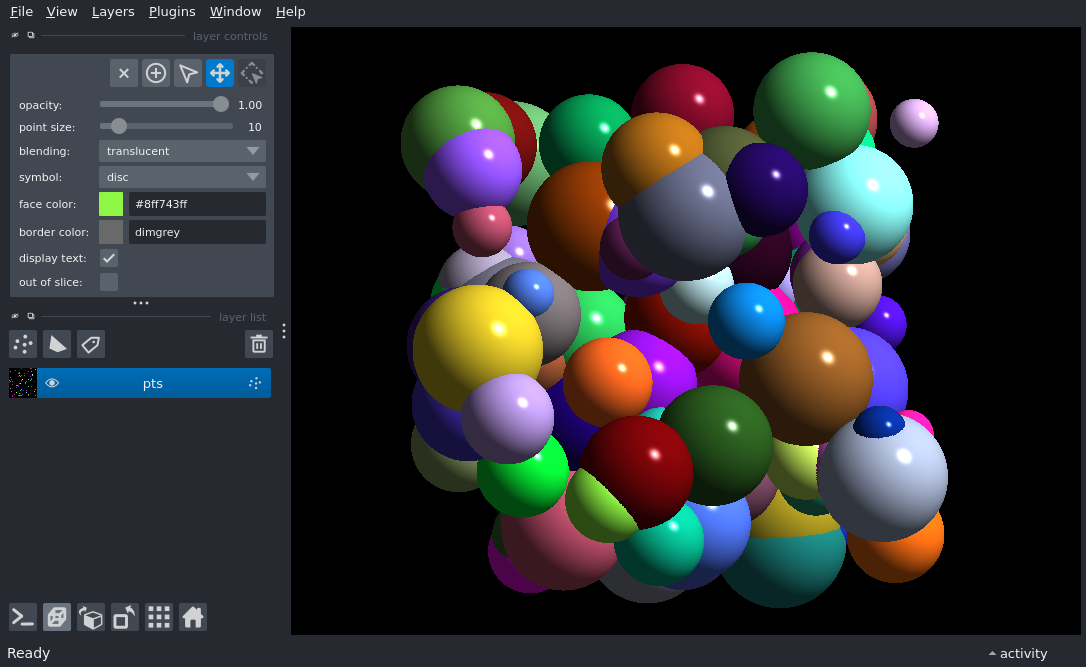 File View Layers Plugins Window Help
layer controls
opacity: 1.00
point size: 10
blending: translucent
symbol: disc
face color: #8ff743ff
border color: dimgrey
display text:
out of slice:
layer list
pts
Ready
activity